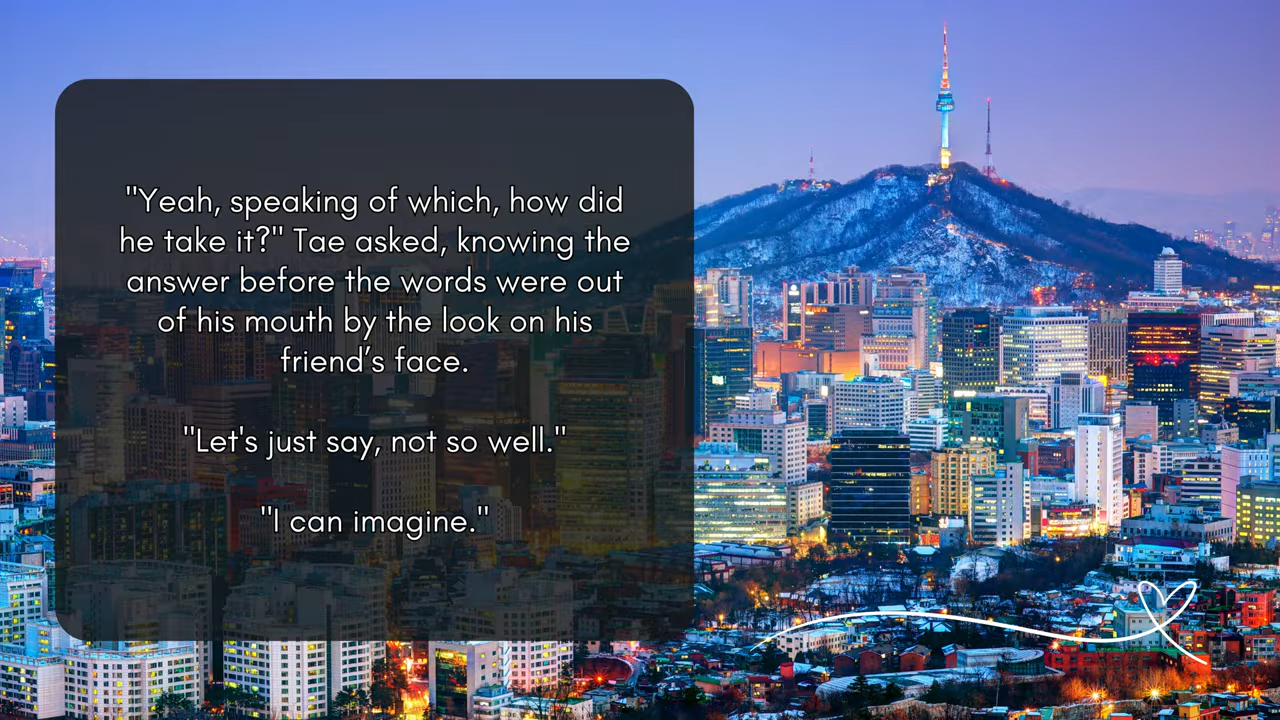 "Yeah, speaking of which, how did
he take it?" Tae asked, knowing the
answer before the words were out
of his mouth by the look on his
friend’s face.
"Let's just say, not so well."
"I can imagine."